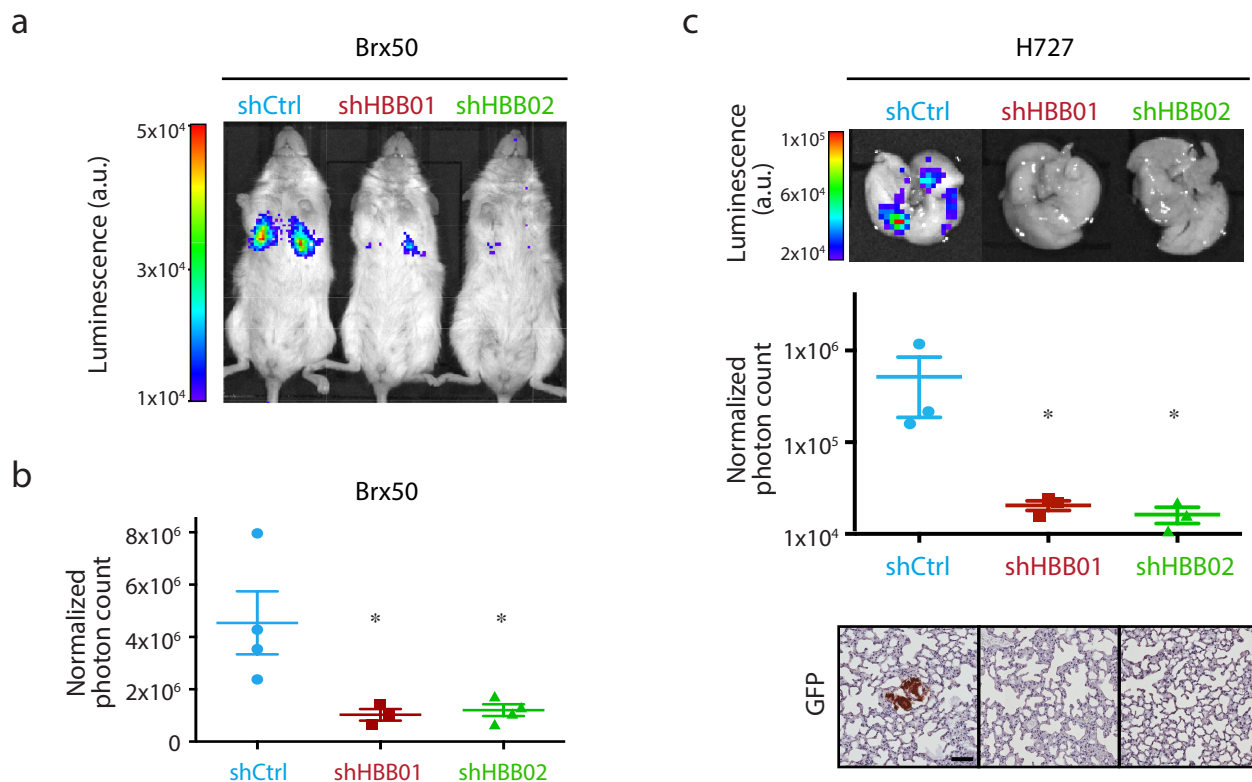 a
Brx50
shCtrl shHBB01 shHBB02
Luminescence (a.u.)
5x10⁴
3x10⁴
1x10⁴
b
Brx50
Normalized
photon count
8x10⁶
6x10⁶
4x10⁶
2x10⁶
0
* *
shCtrl shHBB01 shHBB02
c
H727
shCtrl shHBB01 shHBB02
Luminescence
(a.u.)
1x10⁵
6x10⁴
2x10⁴
Normalized
photon count
1x10⁶
1x10⁵
1x10⁴
* *
shCtrl shHBB01 shHBB02
GFP